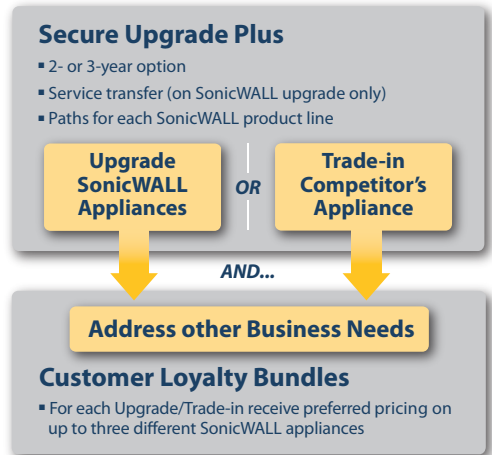 Secure Upgrade Plus
▪ 2- or 3-year option
▪ Service transfer (on SonicWALL upgrade only)
▪ Paths for each SonicWALL product line
Upgrade
SonicWALL
Appliances
OR
Trade-in
Competitor's
Appliance
AND...
Address other Business Needs
Customer Loyalty Bundles
▪ For each Upgrade/Trade-in receive preferred pricing on
up to three different SonicWALL appliances